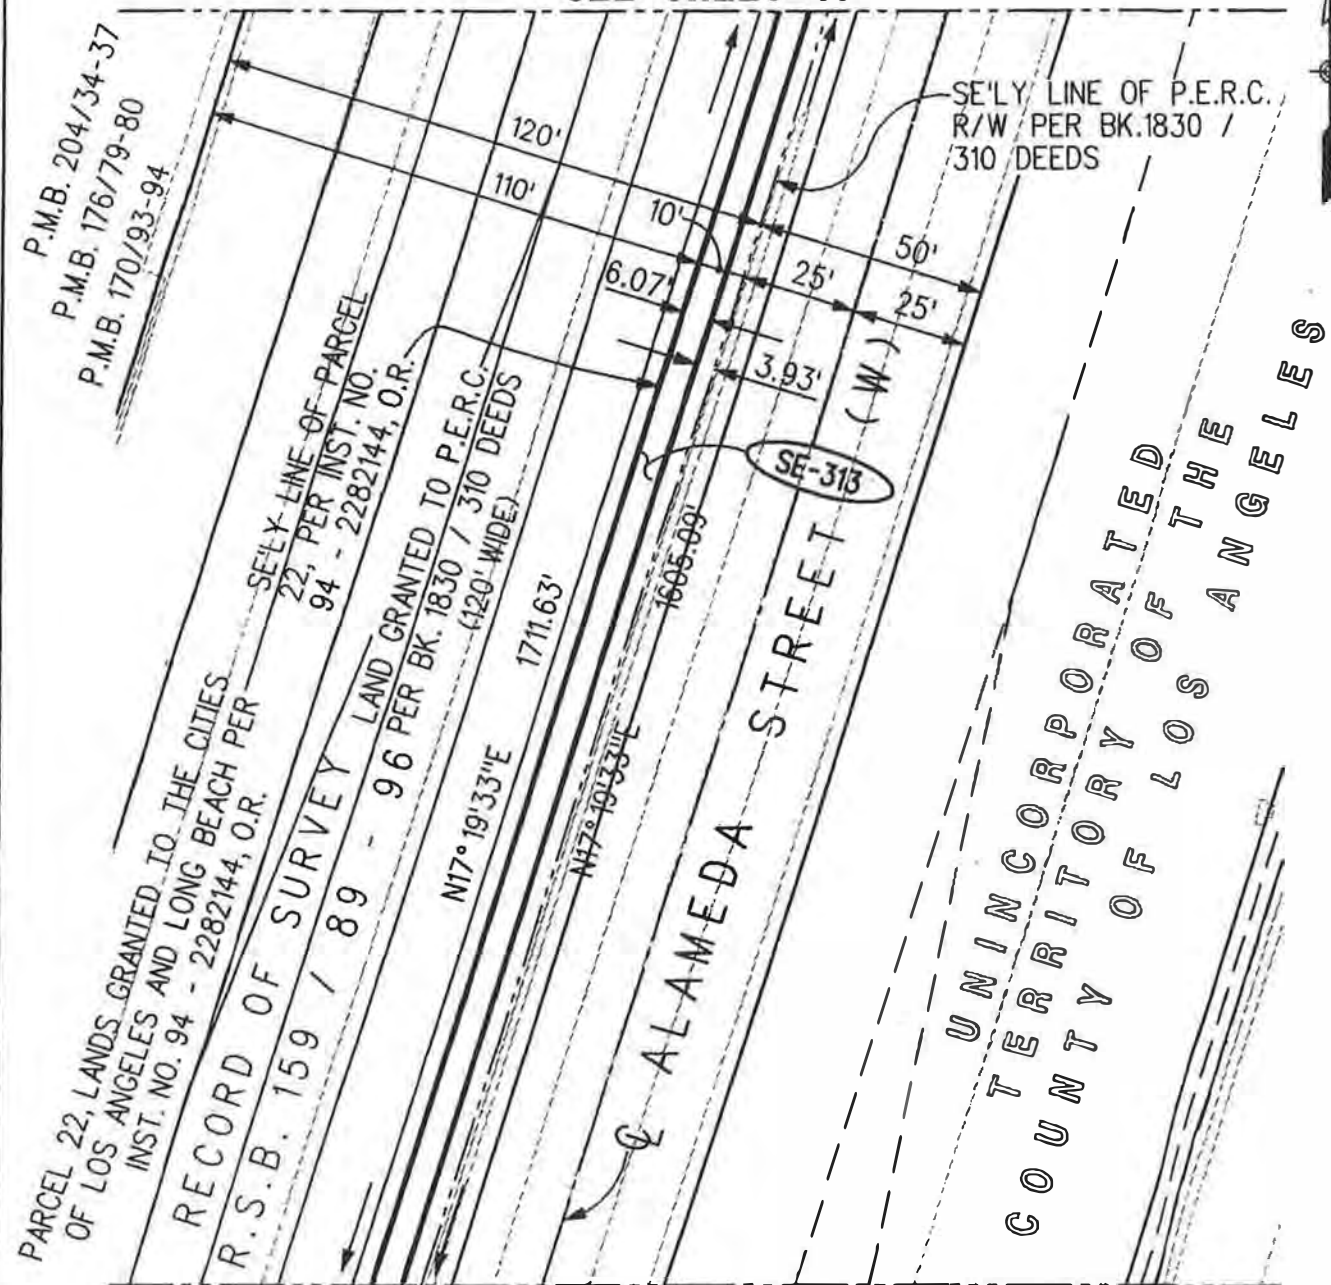 P.M.B. 204/34-37
P.M.B. 176/79-80
P.M.B. 170/93-94
120'
110'
10'
6.07'
50'
25'
25'
3.93'
SE'LY LINE OF P.E.R.C.
R/W PER BK.1830 /
310 DEEDS
SE'LY LINE OF PARCEL
22, PER INST. NO.
94 - 2282144, O.R.
LAND GRANTED TO P.E.R.C.
PER BK. 1830 / 310 DEEDS
(120' WIDE)
SE-313
1711.63'
N17°19'33"E
1605.09'
N17°19'33"E
PARCEL 22, LANDS GRANTED TO THE CITIES
OF LOS ANGELES AND LONG BEACH PER
INST. NO. 94 - 2282144, O.R.
RECORD OF SURVEY
R.S.B. 159 / 89 - 96
℄ ALAMEDA STREET (W)
UNINCORPORATED
TERRITORY OF THE
COUNTY OF LOS ANGELES